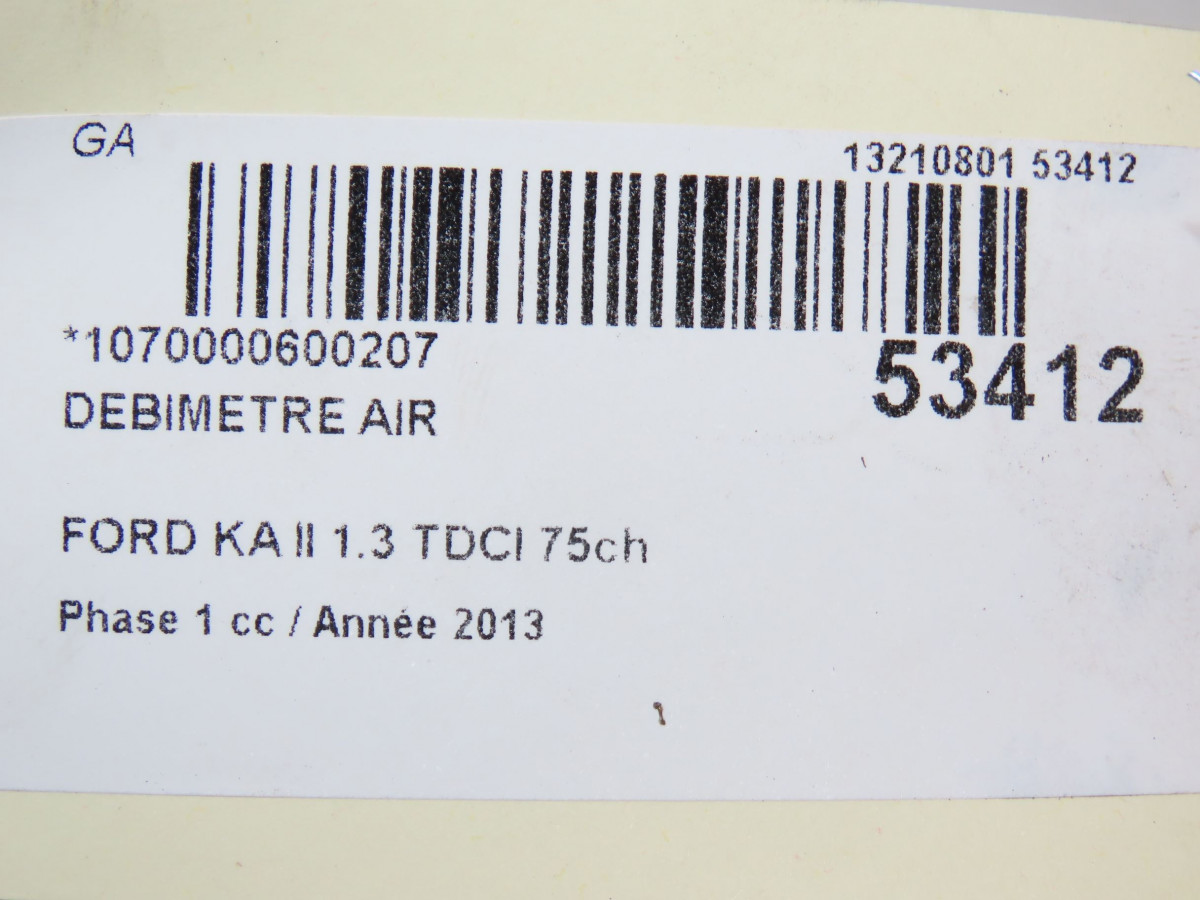 GA
13210801 53412
*1070000600207
53412
DEBIMETRE AIR
FORD KA II 1.3 TDCI 75ch
Phase 1 cc / Année 2013